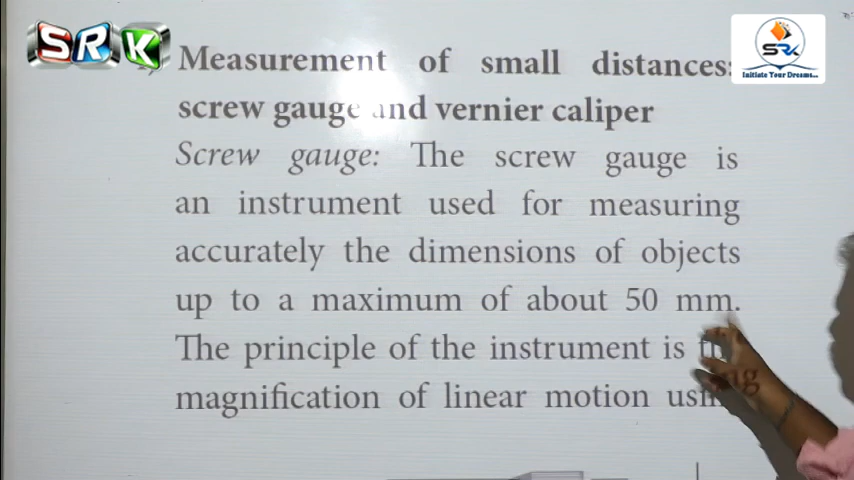 SRK
SRK
Initiate Your Dreams...
Measurement of small distances:
screw gauge and vernier caliper
Screw gauge: The screw gauge is
an instrument used for measuring
accurately the dimensions of objects
up to a maximum of about 50 mm.
The principle of the instrument is
magnification of linear motion using